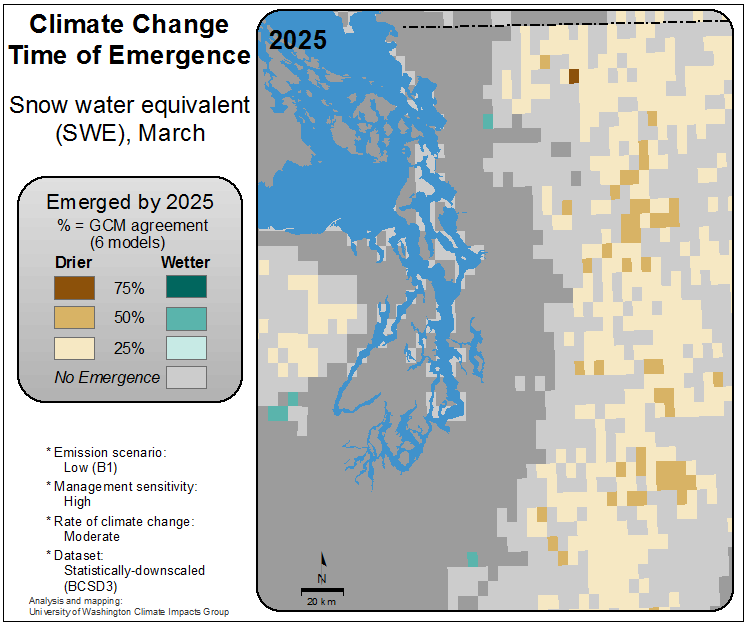 Climate Change
Time of Emergence
Snow water equivalent
(SWE), March
Emerged by 2025
% = GCM agreement
(6 models)
Drier Wetter
75%
50%
25%
No Emergence
* Emission scenario:
Low (B1)
* Management sensitivity:
High
* Rate of climate change:
Moderate
* Dataset:
Statistically-downscaled
(BCSD3)
Analysis and mapping:
University of Washington Climate Impacts Group
2025
N
20 km